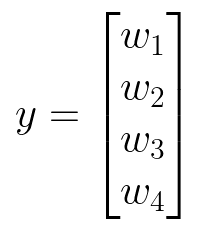 y = [w₁
w₂
w₃
w₄]